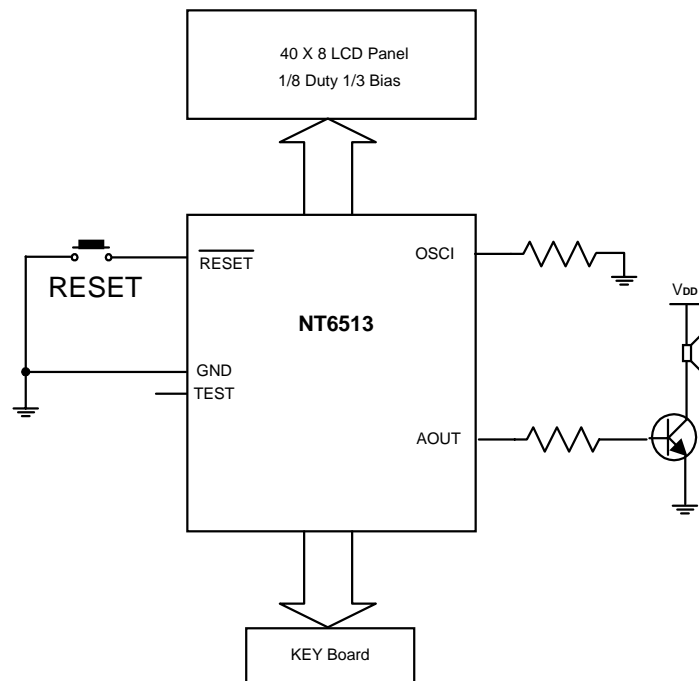 40 X 8 LCD Panel
1/8 Duty 1/3 Bias
RESET
RESET
OSCI
NT6513
VDD
GND
TEST
AOUT
KEY Board